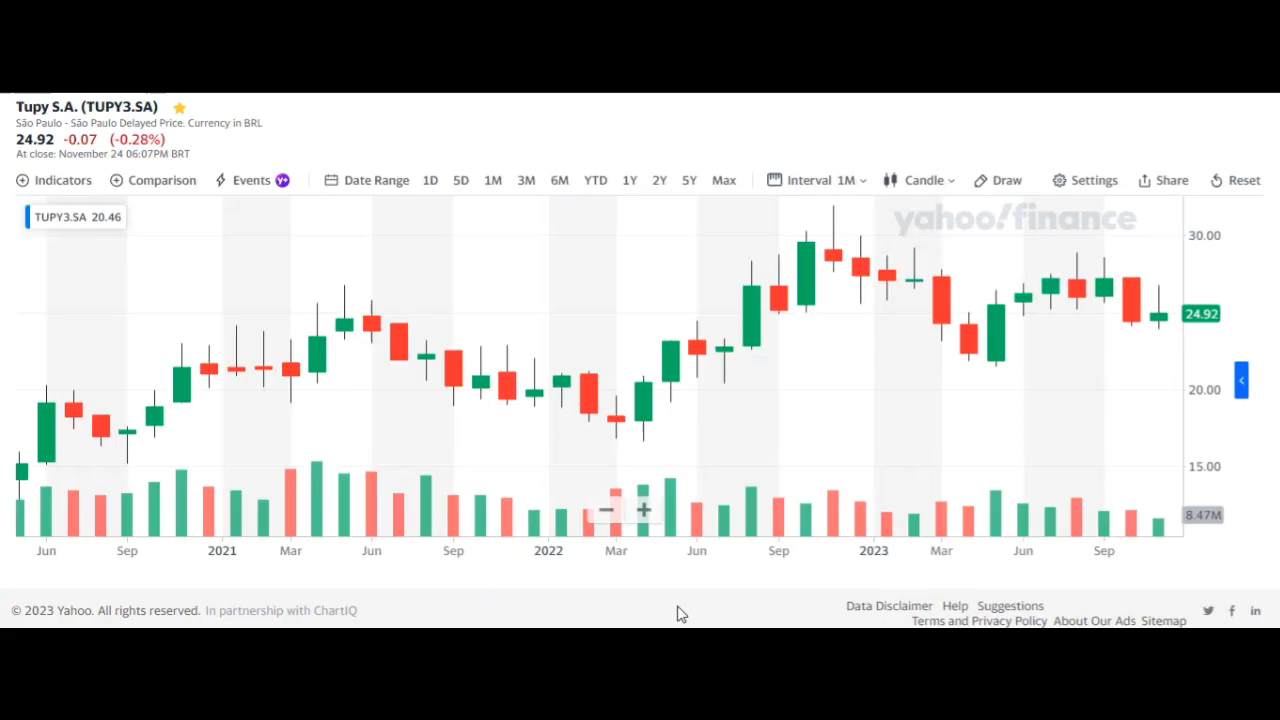 Tupy S.A. (TUPY3.SA)
São Paulo - São Paulo Delayed Price. Currency in BRL
24.92 -0.07 (-0.28%)
At close: November 24 06:07PM BRT
Indicators Comparison Events Y+ Date Range 1D 5D 1M 3M 6M YTD 1Y 2Y 5Y Max Interval 1M Candle Draw Settings Share Reset
TUPY3.SA 20.46
yahoo!finance
30.00
24.92
20.00
15.00
8.47M
Jun Sep 2021 Mar Jun Sep 2022 Mar Jun Sep 2023 Mar Jun Sep
© 2023 Yahoo. All rights reserved. In partnership with ChartIQ
Data Disclaimer Help Suggestions
Terms and Privacy Policy About Our Ads Sitemap